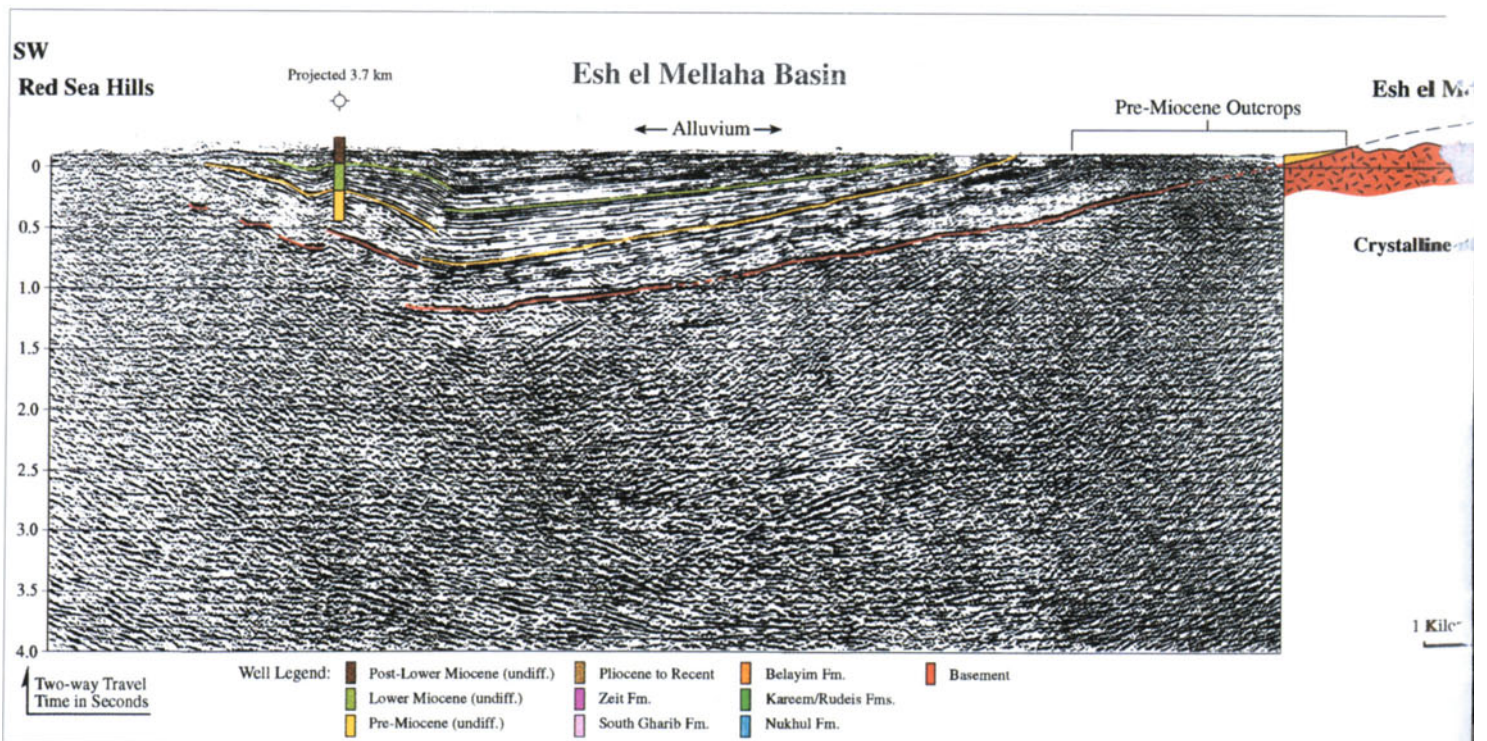 SW
Red Sea Hills
Projected 3.7 km
Esh el Mellaha Basin
← Alluvium →
Pre-Miocene Outcrops
Esh el
0
0.5
1.0
1.5
2.0
2.5
3.0
3.5
4.0
Crystalline
1
Two-way Travel
Time in Seconds
Well Legend:
Post-Lower Miocene (undiff.)
Lower Miocene (undiff.)
Pre-Miocene (undiff.)
Pliocene to Recent
Zeit Fm.
South Gharib Fm.
Belayim Fm.
Kareem/Rudeis Fms.
Nukhul Fm.
Basement